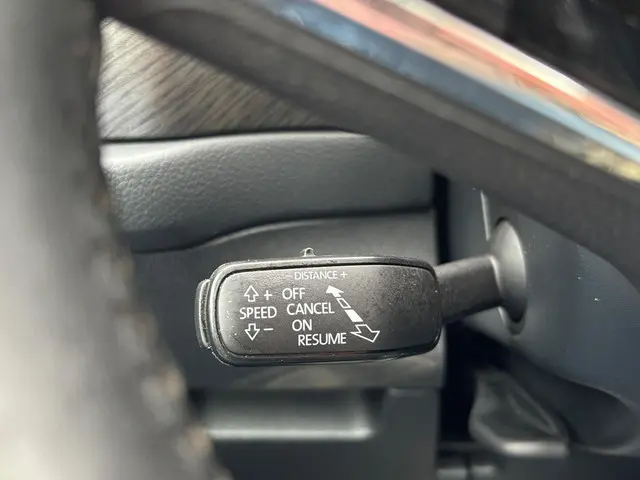 - DISTANCE +
+ OFF
SPEED CANCEL
- ON
RESUME